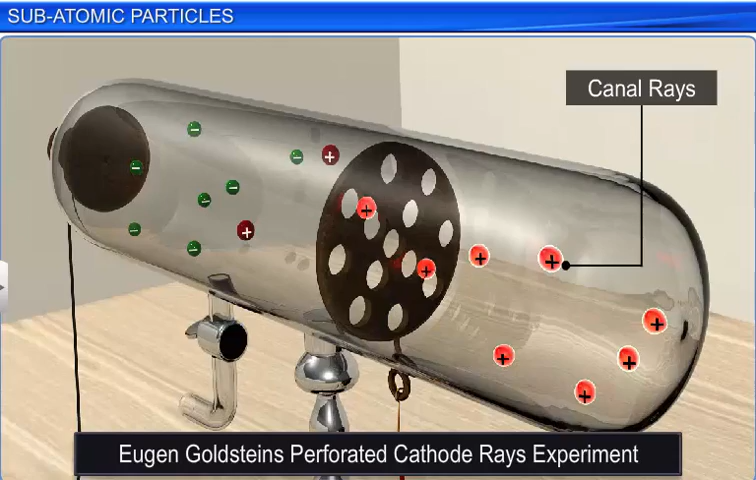 SUB-ATOMIC PARTICLES
Canal Rays
Eugen Goldsteins Perforated Cathode Rays Experiment